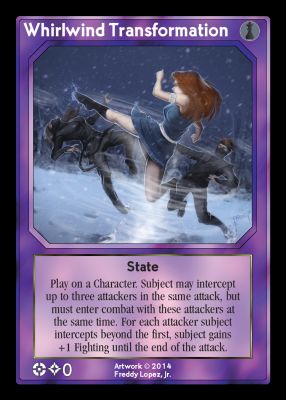 Whirlwind Transformation
State
Play on a Character. Subject may intercept
up to three attackers in the same attack, but
must enter combat with these attackers at
the same time. For each attacker subject
intercepts beyond the first, subject gains
+1 Fighting until the end of the attack.
0
Artwork © 2014
Freddy Lopez, Jr.